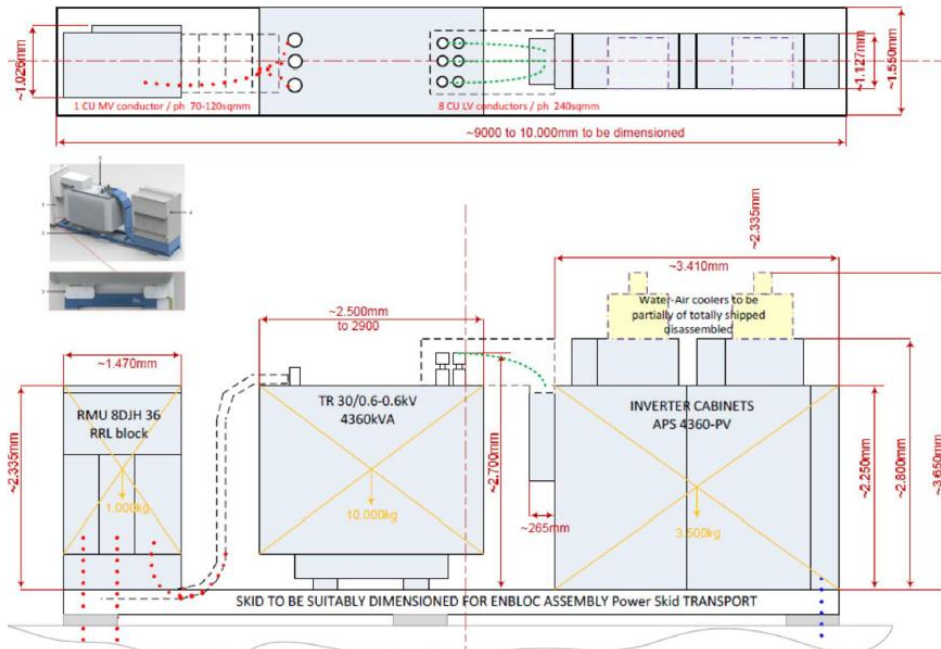 ~1.026mm
1 CU MV conductor / ph 70-120sqmm
8 CU LV conductors / ph 240sqmm
~1.127mm
~1.550mm
~9000 to 10.000mm to be dimensioned
~2.335mm
~3.410mm
Water-Air coolers to be
partially of totally shipped
disassembled
~2.500mm
to 2900
~1.470mm
RMU 8DJH 36
RRL block
TR 30/0.6-0.6kV
4360kVA
INVERTER CABINETS
APS 4360-PV
~2.335mm
1.000kg
10.000kg
~2.700mm
~265mm
3.500kg
~2.250mm
~2.800mm
~3.650mm
SKID TO BE SUITABLY DIMENSIONED FOR ENBLOC ASSEMBLY Power Skid TRANSPORT